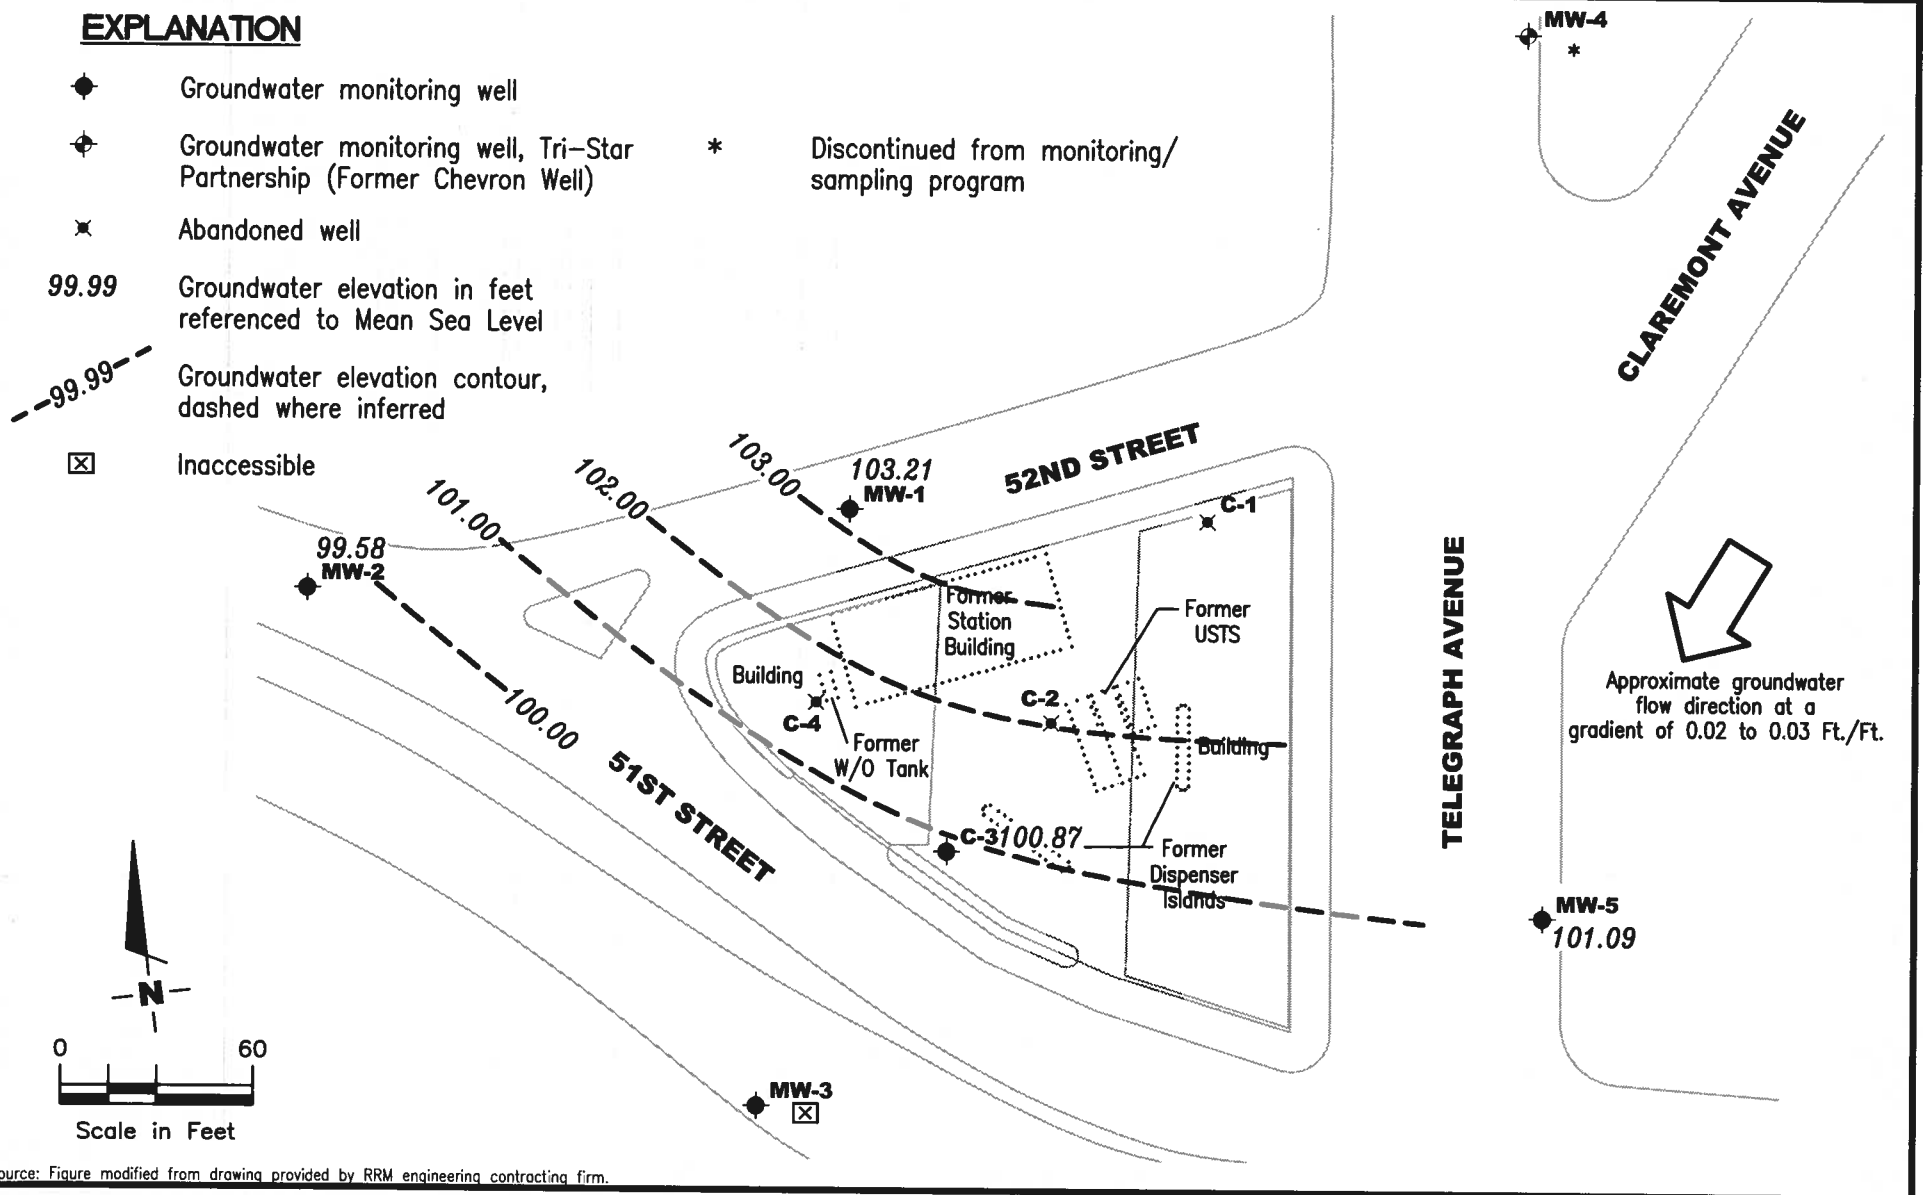 EXPLANATION
Groundwater monitoring well
Groundwater monitoring well, Tri-Star
Partnership (Former Chevron Well)
* Discontinued from monitoring/
sampling program
Abandoned well
99.99 Groundwater elevation in feet
referenced to Mean Sea Level
99.99 Groundwater elevation contour,
dashed where inferred
Inaccessible
MW-4
*
CLAREMONT AVENUE
52ND STREET
103.00
103.21
MW-1
102.00
101.00
99.58
MW-2
100.00
C-1
Former
Station
Building
Former
USTS
Building
C-4
C-2
Former
W/O Tank
Building
C-3
100.87
Former
Dispenser
Islands
51ST STREET
TELEGRAPH AVENUE
Approximate groundwater
flow direction at a
gradient of 0.02 to 0.03 Ft./Ft.
MW-5
101.09
MW-3
N
0 60
Scale in Feet
ource: Figure modified from drawing provided by RRM engineering contracting firm.